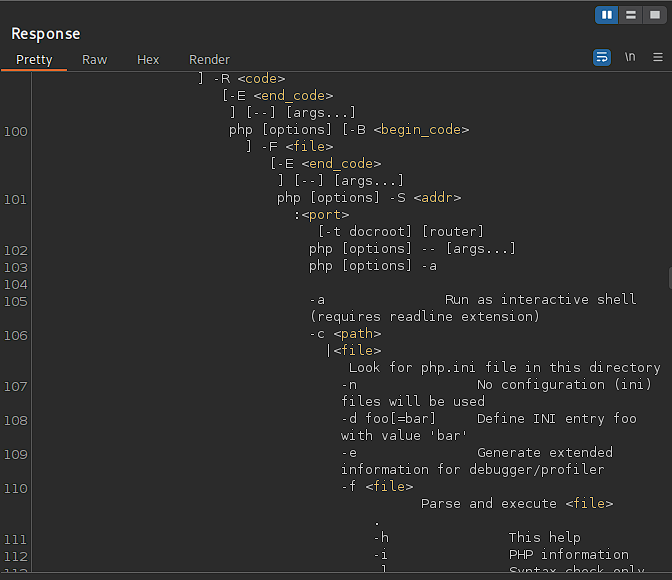 Response
Pretty Raw Hex Render \n
] -R <code>
[-E <end_code>
] [--] [args...]
100 php [options] [-B <begin_code>
] -F <file>
[-E <end_code>
] [--] [args...]
101 php [options] -S <addr>
:<port>
[-t docroot] [router]
102 php [options] -- [args...]
103 php [options] -a
104
105 -a Run as interactive shell
(requires readline extension)
106 -c <path>
|<file>
Look for php.ini file in this directory
107 -n No configuration (ini)
files will be used
108 -d foo[=bar] Define INI entry foo
with value 'bar'
109 -e Generate extended
information for debugger/profiler
110 -f <file>
Parse and execute <file>
.
111 -h This help
112 -i PHP information
113 -l Syntax check only